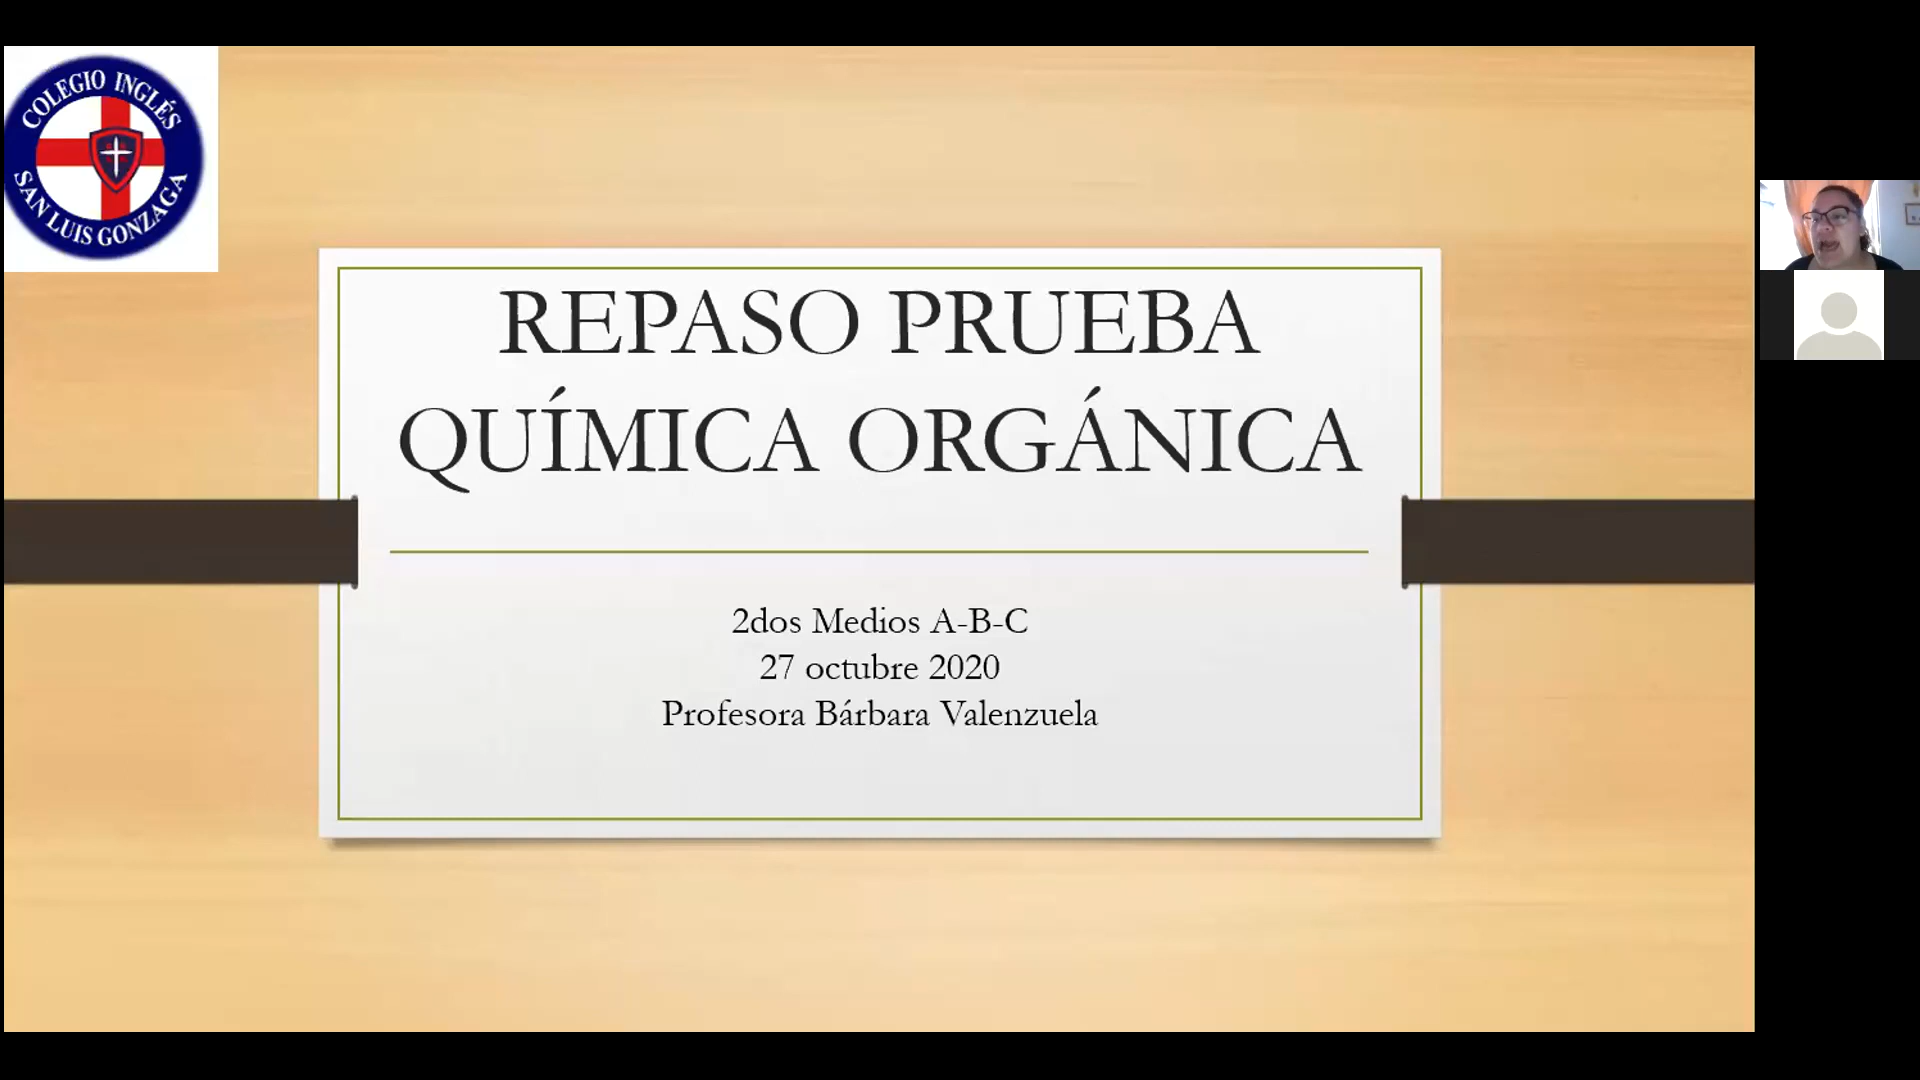 COLEGIO INGLÉS
SAN LUIS GONZAGA
REPASO PRUEBA
QUÍMICA ORGÁNICA
2dos Medios A-B-C
27 octubre 2020
Profesora Bárbara Valenzuela